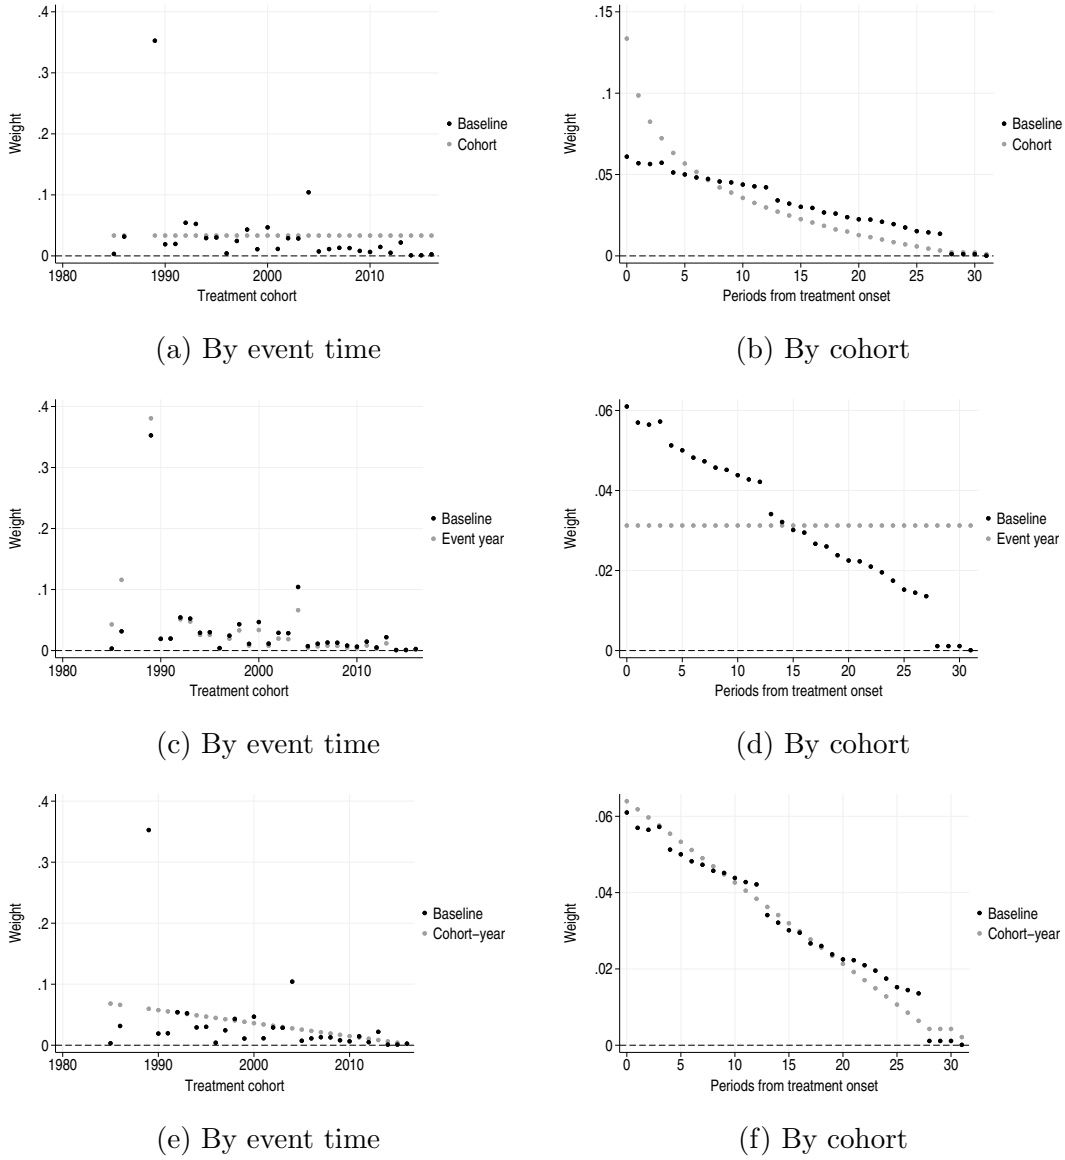 .4
.3
.2
.1
0
Weight
1980 1990 2000 2010
Treatment cohort
Baseline
Cohort
(a) By event time
.15
.1
.05
0
Weight
0 5 10 15 20 25 30
Periods from treatment onset
Baseline
Cohort
(b) By cohort
.4
.3
.2
.1
0
Weight
1980 1990 2000 2010
Treatment cohort
Baseline
Event year
(c) By event time
.06
.04
.02
0
Weight
0 5 10 15 20 25 30
Periods from treatment onset
Baseline
Event year
(d) By cohort
.4
.3
.2
.1
0
Weight
1980 1990 2000 2010
Treatment cohort
Baseline
Cohort−year
(e) By event time
.06
.04
.02
0
Weight
0 5 10 15 20 25 30
Periods from treatment onset
Baseline
Cohort−year
(f) By cohort